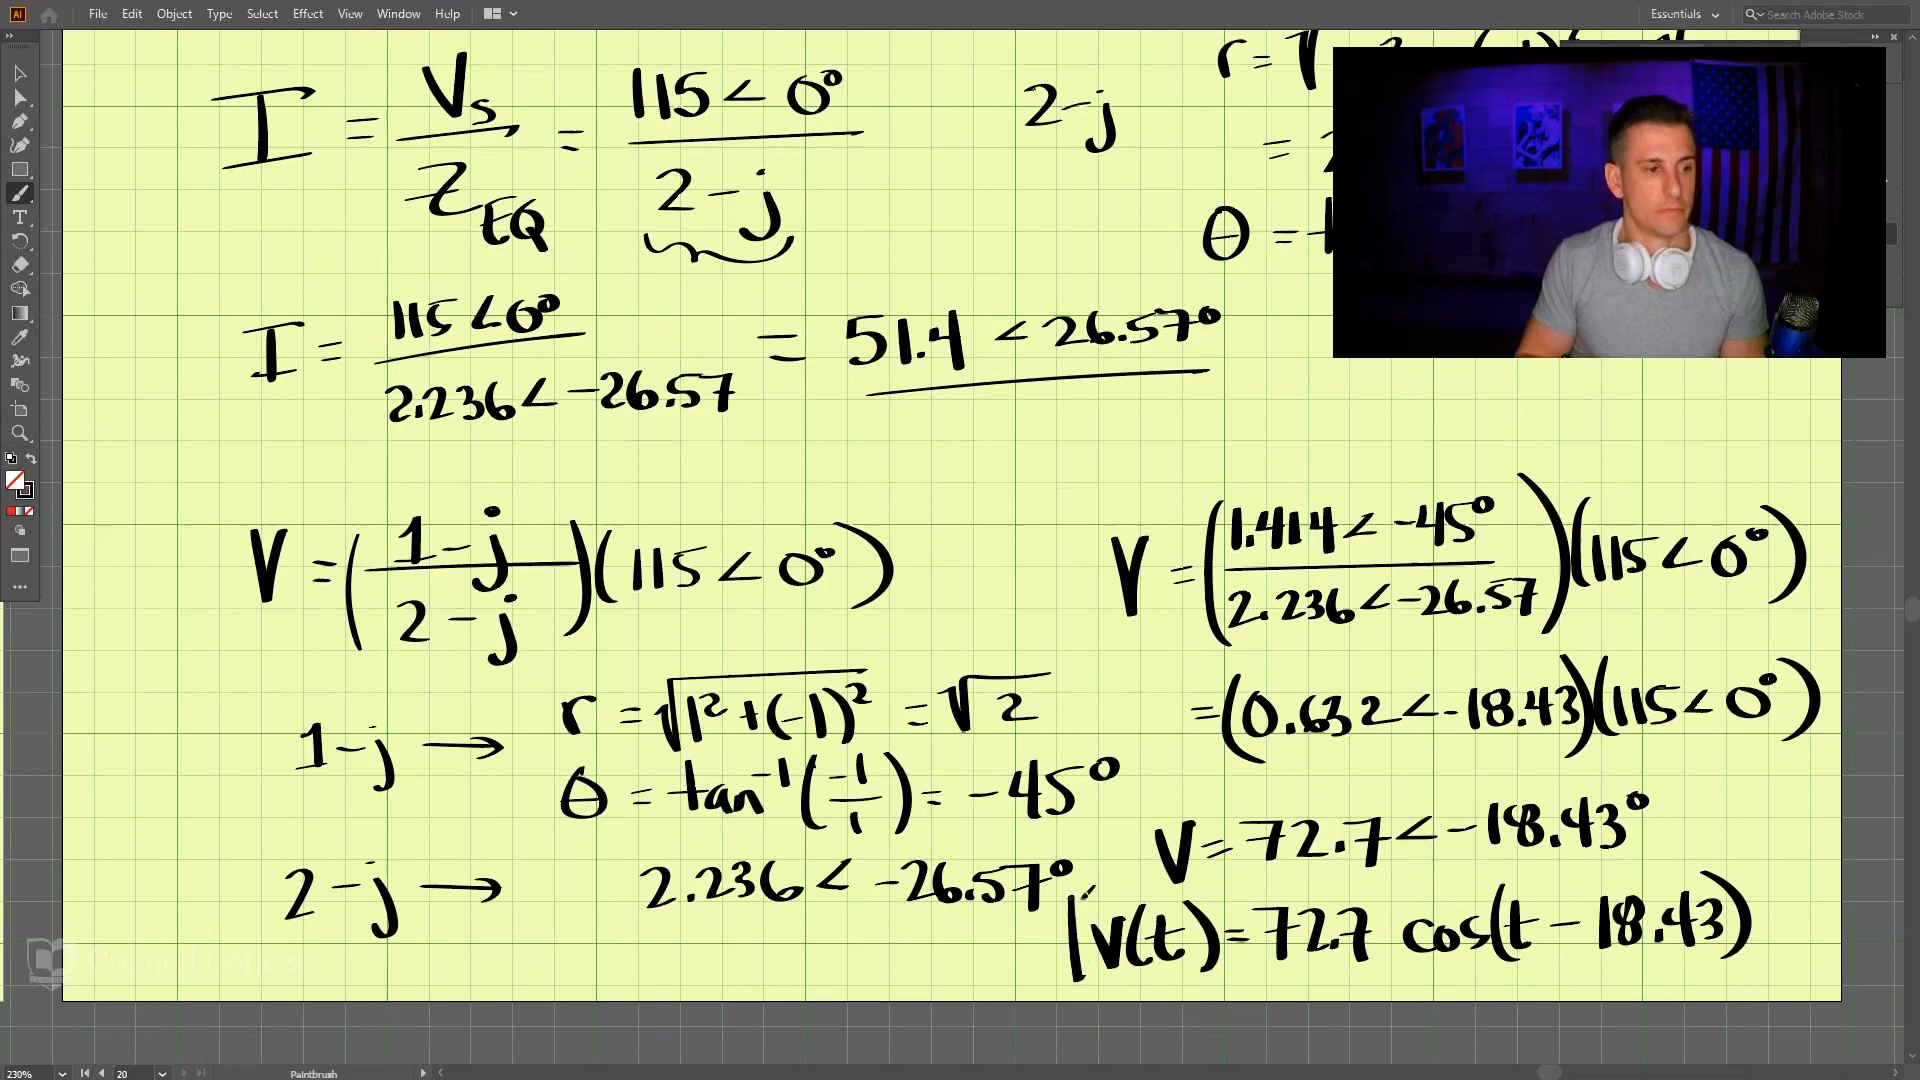 Ai File Edit Object Type Select Effect View Window Help Essentials Search Adobe Stock
I = Vs / Z_EQ = 115<0° / 2-j
2-j
r = √
= 2
θ = t
I = 115<0° / 2.236<-26.57 = 51.4 < 26.57°
V = (1-j / 2-j)(115<0°)
V = (1.414<-45° / 2.236<-26.57)(115<0°)
1-j → r = √1²+(-1)² = √2
= (0.632<-18.43)(115<0°)
θ = tan⁻¹(-1/1) = -45°
V = 72.7<-18.43°
2-j → 2.236<-26.57°
V(t) = 72.7 cos(t - 18.43)
230% 20 Paintbrush